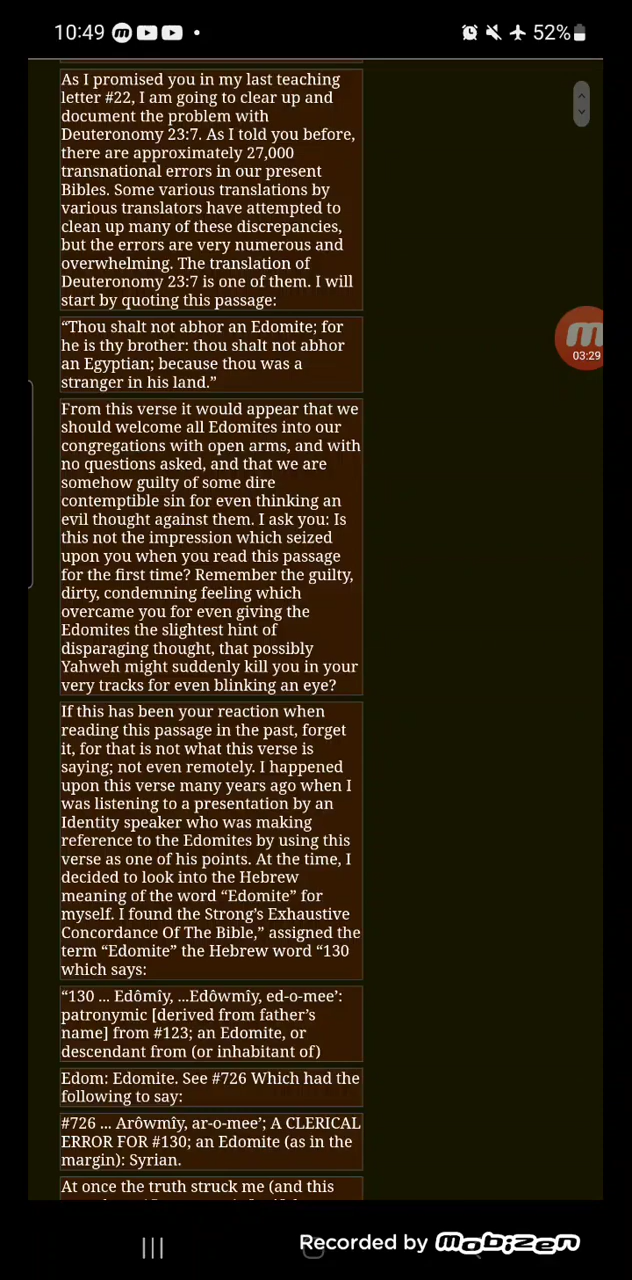 10:49
52%
As I promised you in my last teaching
letter #22, I am going to clear up and
document the problem with
Deuteronomy 23:7. As I told you before,
there are approximately 27,000
transnational errors in our present
Bibles. Some various translations by
various translators have attempted to
clean up many of these discrepancies,
but the errors are very numerous and
overwhelming. The translation of
Deuteronomy 23:7 is one of them. I will
start by quoting this passage:
“Thou shalt not abhor an Edomite; for
he is thy brother: thou shalt not abhor
an Egyptian; because thou was a
stranger in his land.”
03:29
From this verse it would appear that we
should welcome all Edomites into our
congregations with open arms, and with
no questions asked, and that we are
somehow guilty of some dire
contemptible sin for even thinking an
evil thought against them. I ask you: Is
this not the impression which seized
upon you when you read this passage
for the first time? Remember the guilty,
dirty, condemning feeling which
overcame you for even giving the
Edomites the slightest hint of
disparaging thought, that possibly
Yahweh might suddenly kill you in your
very tracks for even blinking an eye?
If this has been your reaction when
reading this passage in the past, forget
it, for that is not what this verse is
saying; not even remotely. I happened
upon this verse many years ago when I
was listening to a presentation by an
Identity speaker who was making
reference to the Edomites by using this
verse as one of his points. At the time, I
decided to look into the Hebrew
meaning of the word “Edomite” for
myself. I found the Strong’s Exhaustive
Concordance Of The Bible,” assigned the
term “Edomite” the Hebrew word “130
which says:
“130 ... Edômîy, ...Edôwmîy, ed-o-mee’:
patronymic [derived from father’s
name] from #123; an Edomite, or
descendant from (or inhabitant of)
Edom: Edomite. See #726 Which had the
following to say:
#726 ... Arôwmîy, ar-o-mee’; A CLERICAL
ERROR FOR #130; an Edomite (as in the
margin): Syrian.
At once the truth struck me (and this
Recorded by mobizen